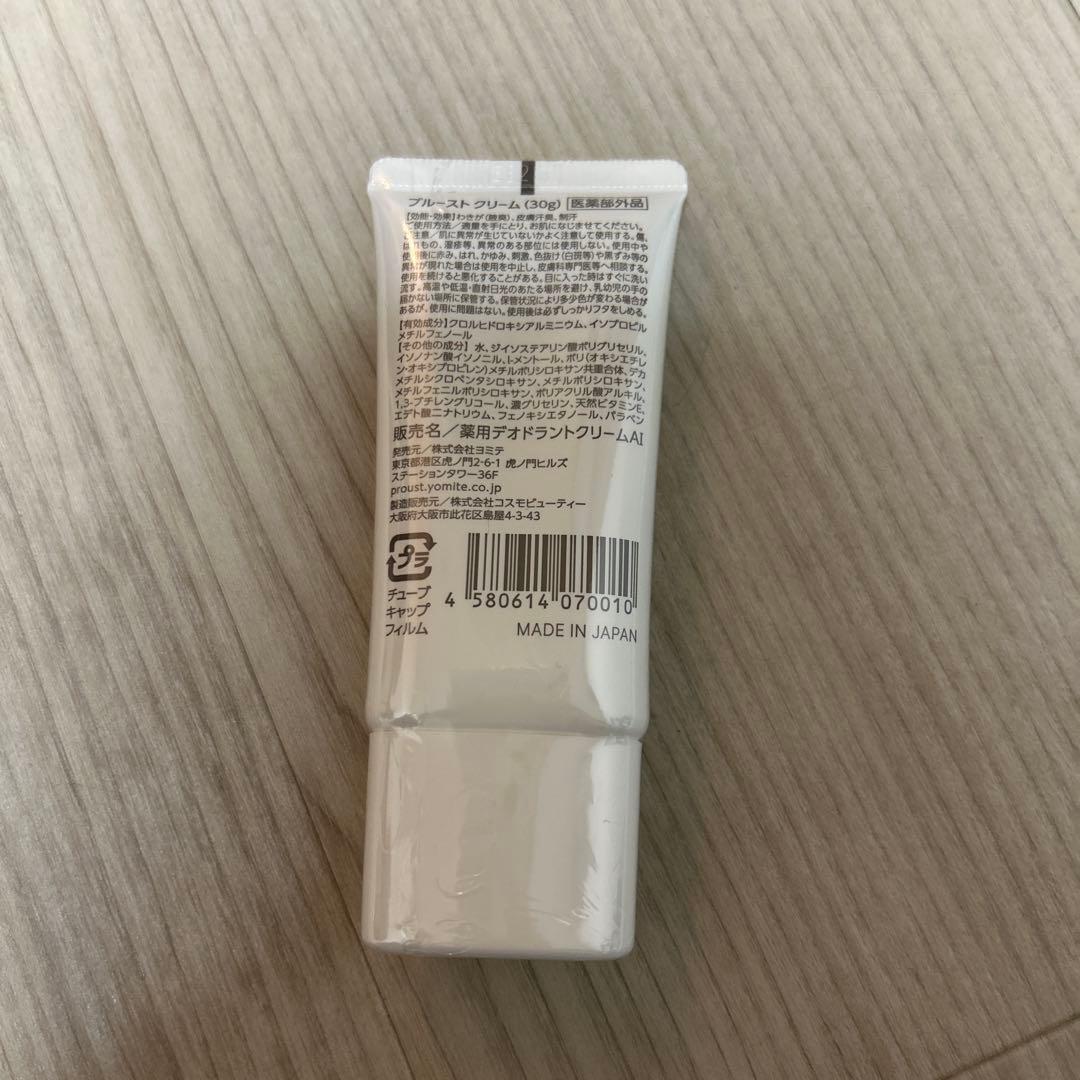 プルースト クリーム (30g) 医薬部外品
【効能・効果】わきが(腋臭)、皮膚汗臭、制汗
ご使用方法／適量を手にとり、お肌になじませてください。
ご注意／肌に異常が生じていないかよく注意して使用する。傷、
はれもの、湿疹等、異常のある部位には使用しない。使用中や
使用後に赤み、はれ、かゆみ、刺激、色抜け(白斑等)や黒ずみ等の
異常が現れた場合は使用を中止し、皮膚科専門医等へ相談する。
使用を続けると悪化することがある。目に入った時はすぐに洗い
流す。高温や低温・直射日光のあたる場所を避け、乳幼児の手の
届かない場所に保管する。保管状況により多少色が変わる場合が
あるが、使用に問題はない。使用後は必ずしっかりフタをしめる。
【有効成分】クロルヒドロキシアルミニウム、イソプロピル
メチルフェノール
【その他の成分】水、ジイソステアリン酸ポリグリセリル、
イソノナン酸イソノニル、l-メントール、ポリ(オキシエチレ
ン・オキシプロピレン)メチルポリシロキサン共重合体、デカ
メチルシクロペンタシロキサン、メチルポリシロキサン、
メチルフェニルポリシロキサン、ポリアクリル酸アルキル、
1,3-ブチレングリコール、濃グリセリン、天然ビタミンE、
エデト酸二ナトリウム、フェノキシエタノール、パラベン
販売名／薬用デオドラントクリームAI
発売元／株式会社ヨミテ
東京都港区虎ノ門2-6-1 虎ノ門ヒルズ
ステーションタワー36F
proust.yomite.co.jp
製造販売元／株式会社コスモビューティー
大阪府大阪市此花区島屋4-3-43
プラ
チューブ
キャップ
フィルム
4 580614 070010
MADE IN JAPAN